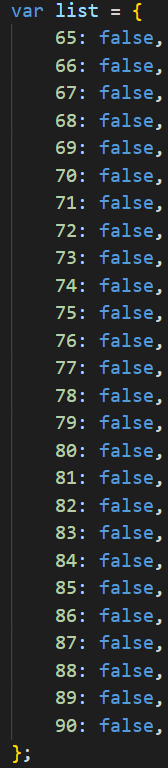 var list = {
    65: false,
    66: false,
    67: false,
    68: false,
    69: false,
    70: false,
    71: false,
    72: false,
    73: false,
    74: false,
    75: false,
    76: false,
    77: false,
    78: false,
    79: false,
    80: false,
    81: false,
    82: false,
    83: false,
    84: false,
    85: false,
    86: false,
    87: false,
    88: false,
    89: false,
    90: false,
};